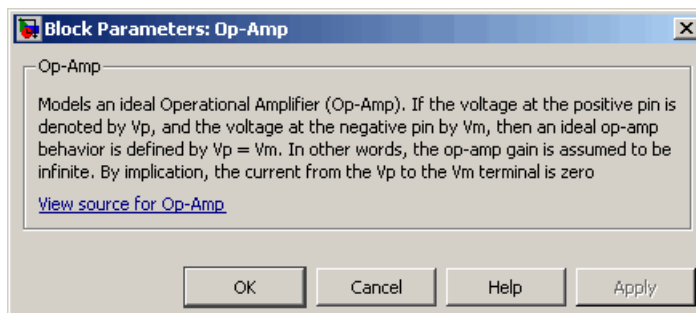 Block Parameters: Op-Amp
Op-Amp
Models an ideal Operational Amplifier (Op-Amp). If the voltage at the positive pin is
denoted by Vp, and the voltage at the negative pin by Vm, then an ideal op-amp
behavior is defined by Vp = Vm. In other words, the op-amp gain is assumed to be
infinite. By implication, the current from the Vp to the Vm terminal is zero
View source for Op-Amp
OK Cancel Help Apply